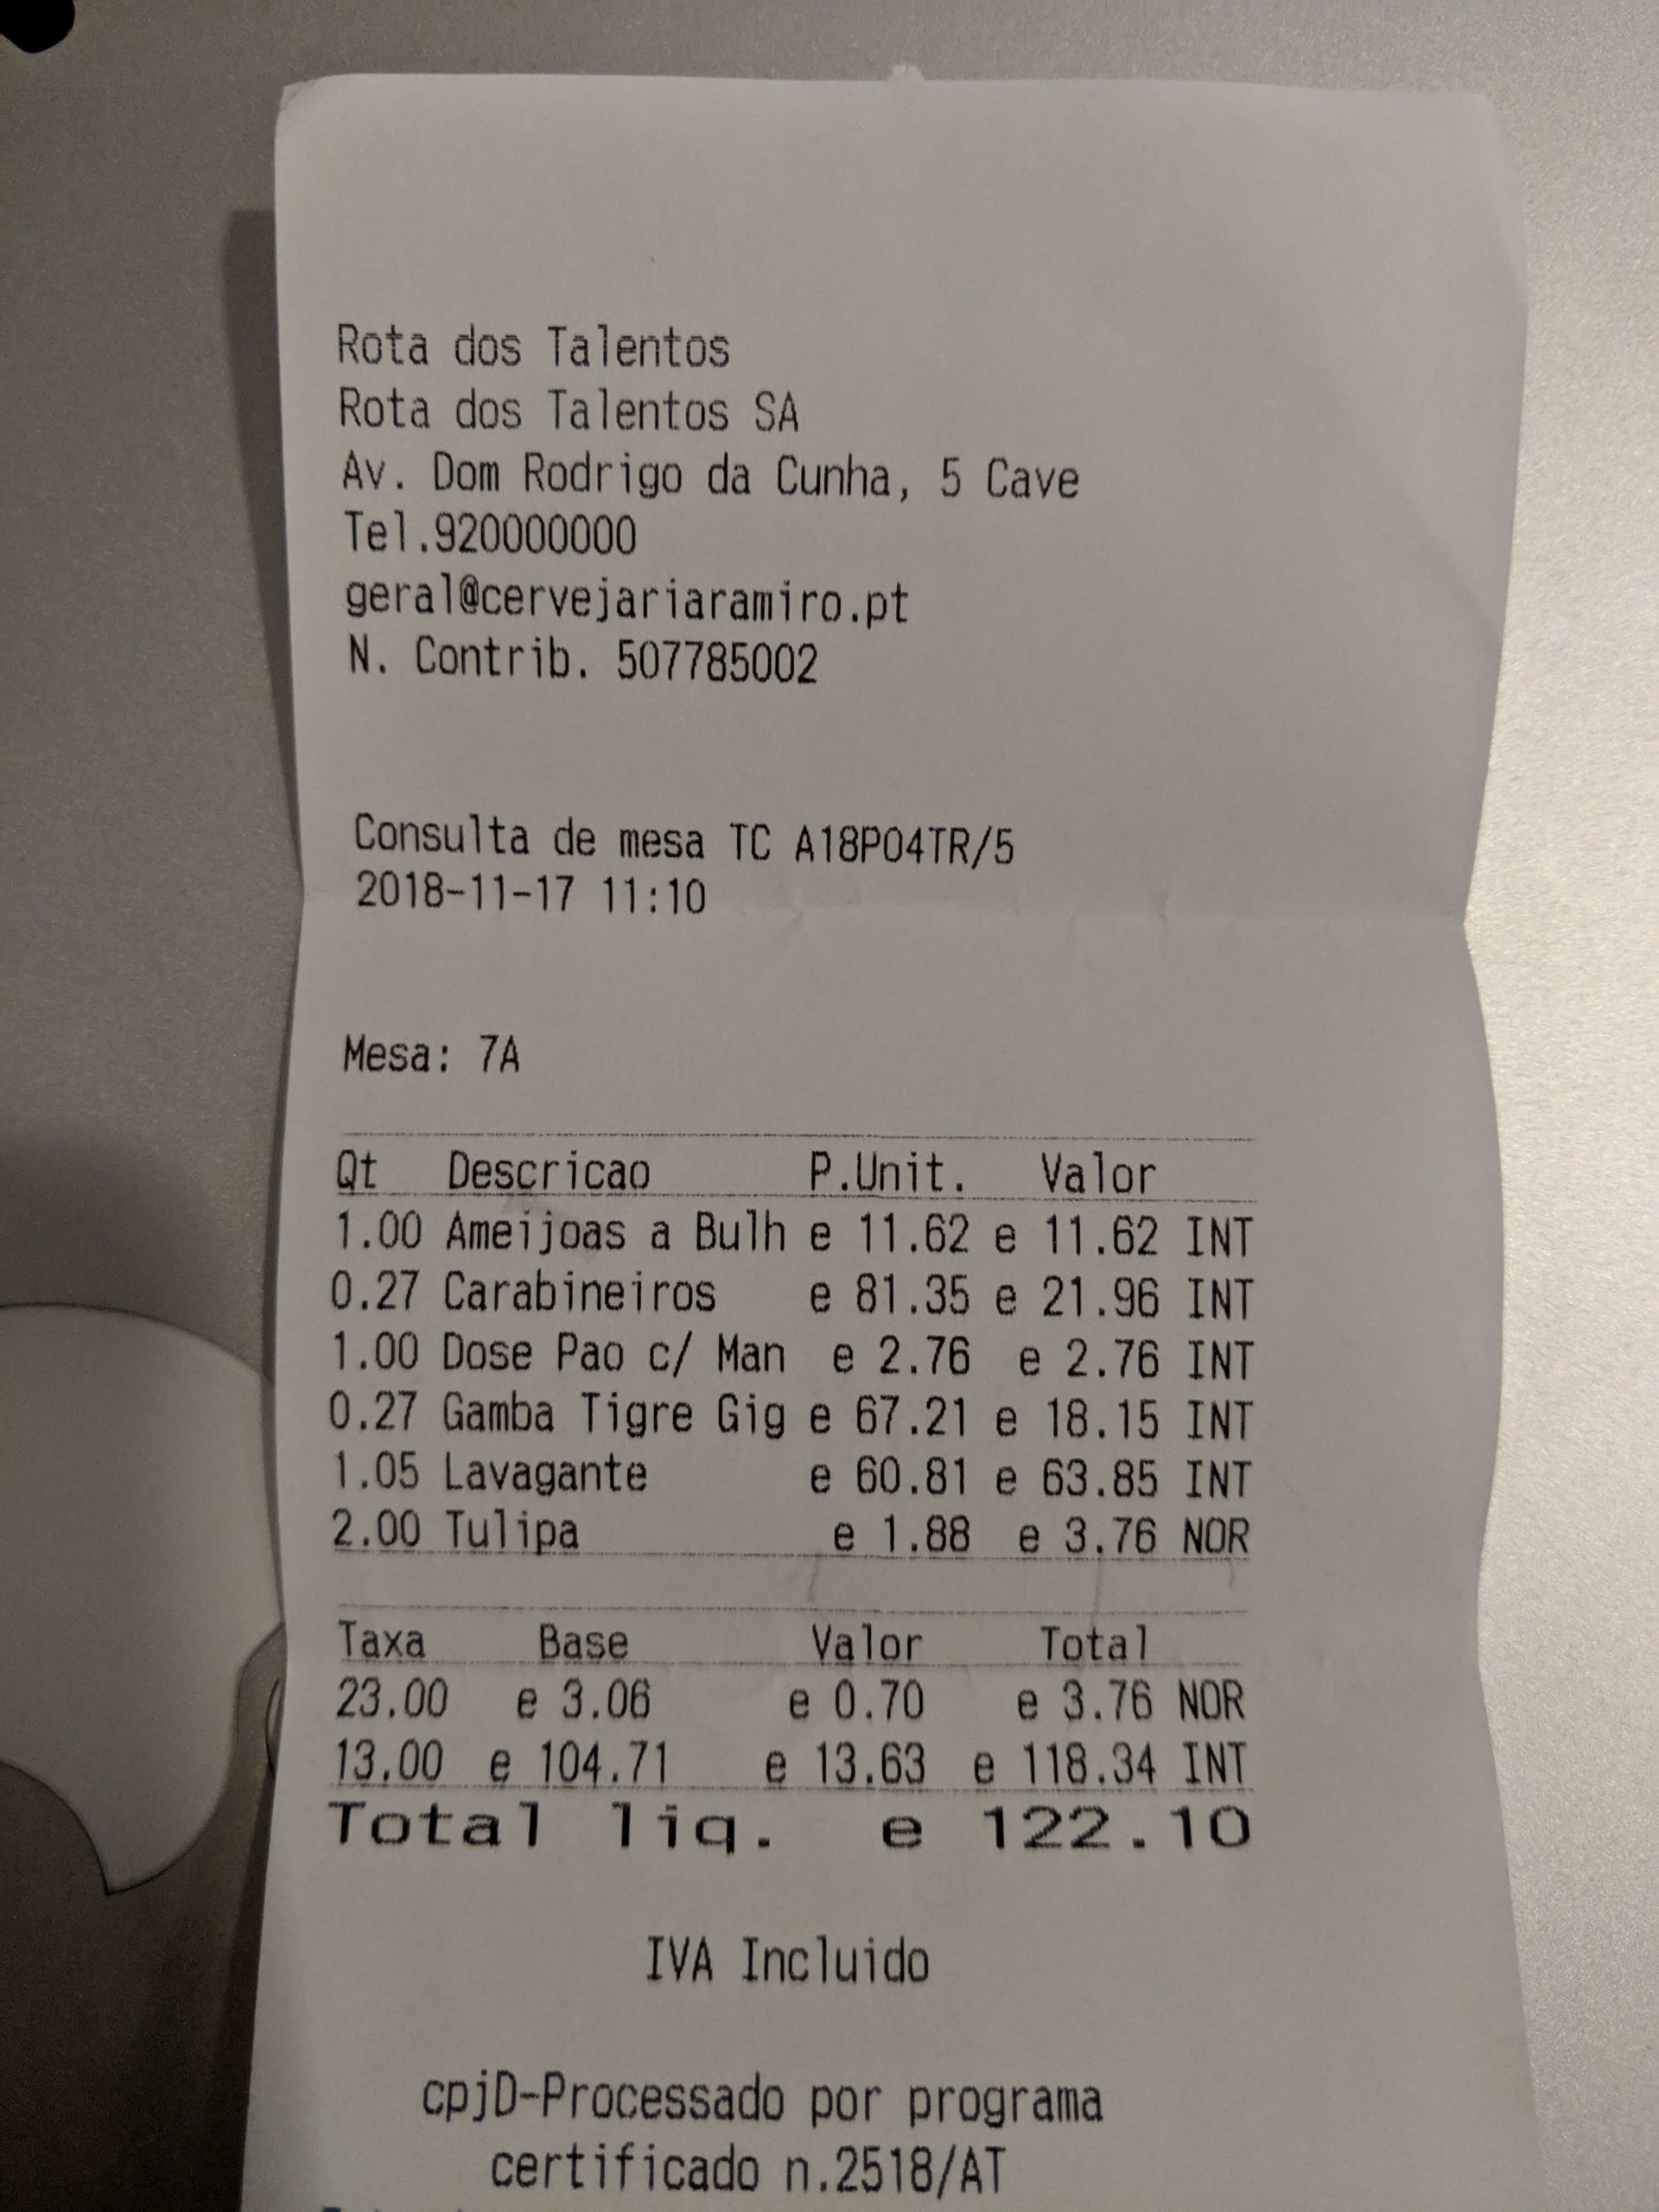 Rota dos Talentos
Rota dos Talentos SA
Av. Dom Rodrigo da Cunha, 5 Cave
Tel.920000000
geral@cervejariaramiro.pt
N. Contrib. 507785002
Consulta de mesa TC A18P04TR/5
2018-11-17 11:10
Mesa: 7A
Qt Descricao P.Unit. Valor
1.00 Ameijoas a Bulh e 11.62 e 11.62 INT
0.27 Carabineiros e 81.35 e 21.96 INT
1.00 Dose Pao c/ Man e 2.76 e 2.76 INT
0.27 Gamba Tigre Gig e 67.21 e 18.15 INT
1.05 Lavagante e 60.81 e 63.85 INT
2.00 Tulipa e 1.88 e 3.76 NOR
Taxa Base Valor Total
23.00 e 3.06 e 0.70 e 3.76 NOR
13.00 e 104.71 e 13.63 e 118.34 INT
Total liq. e 122.10
IVA Incluido
cpjD-Processado por programa
certificado n.2518/AT